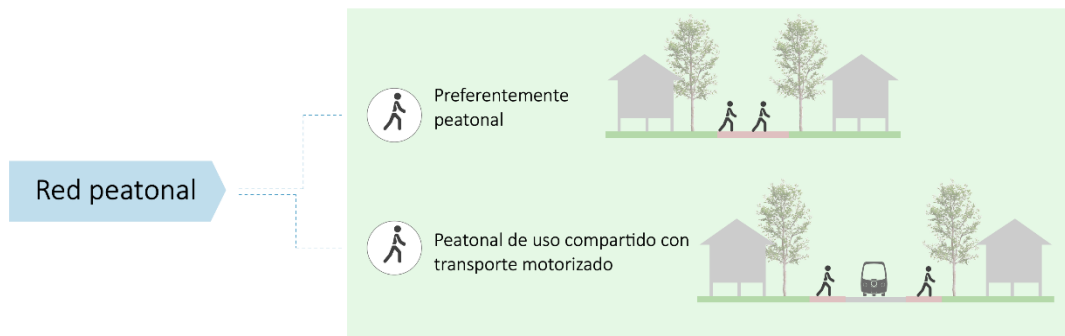 Red peatonal
Preferentemente
peatonal
Peatonal de uso compartido con
transporte motorizado